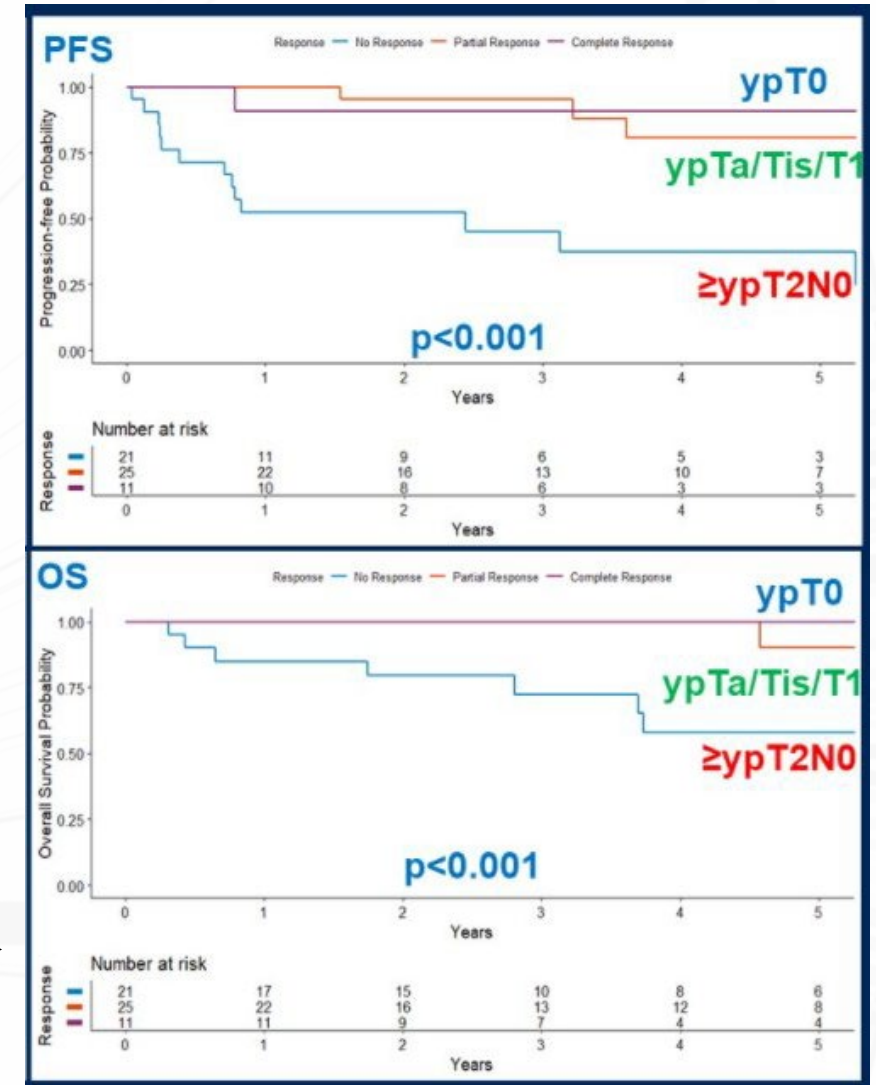 PFS
Response No Response Partial Response Complete Response
ypT0
ypTa/Tis/T1
≥ypT2N0
p<0.001
Progression-free Probability
1.00
0.75
0.50
0.25
0.00
0 1 2 3 4 5
Years
Number at risk
Response
21 11 9 6 5 3
25 22 16 13 10 7
11 10 8 6 3 3
0 1 2 3 4 5
Years
OS
Response No Response Partial Response Complete Response
ypT0
ypTa/Tis/T1
≥ypT2N0
p<0.001
Overall Survival Probability
1.00
0.75
0.50
0.25
0.00
0 1 2 3 4 5
Years
Number at risk
Response
21 17 15 10 8 6
25 22 16 13 12 8
11 11 9 7 4 4
0 1 2 3 4 5
Years